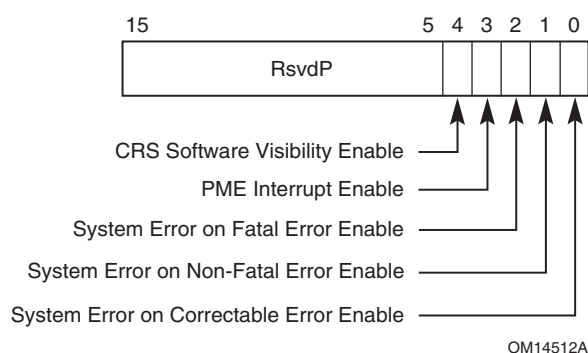 15 5 4 3 2 1 0
RsvdP
CRS Software Visibility Enable
PME Interrupt Enable
System Error on Fatal Error Enable
System Error on Non-Fatal Error Enable
System Error on Correctable Error Enable
OM14512A